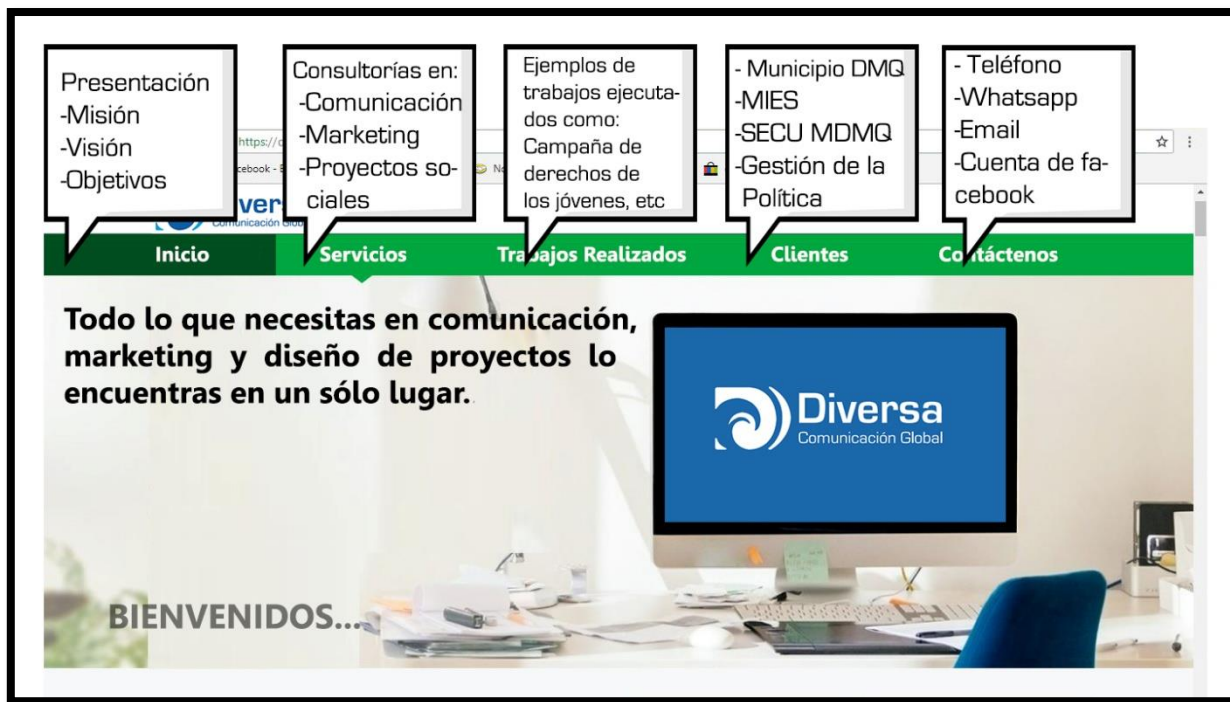 Presentación
-Misión
-Visión
-Objetivos
Consultorías en:
-Comunicación
-Marketing
-Proyectos so-
ciales
Ejemplos de
trabajos ejecuta-
dos como:
Campaña de
derechos de
los jóvenes, etc
- Municipio DMQ
-MIES
-SECU MDMQ
-Gestión de la
Política
- Teléfono
-Whatsapp
-Email
-Cuenta de fa-
cebook
https://
cebook -
Comunicación
Inicio Servicios Trabajos Realizados Clientes Contáctenos
Todo lo que necesitas en comunicación,
marketing y diseño de proyectos lo
encuentras en un sólo lugar.
Diversa
Comunicación Global
BIENVENIDOS...